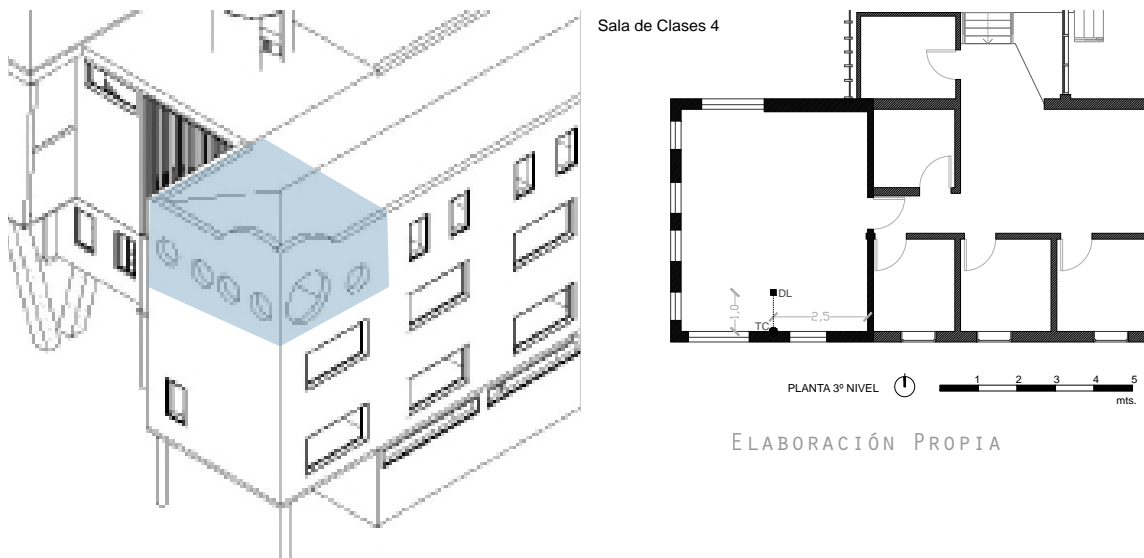 Sala de Clases 4
DL
1,0
2,5
TC
PLANTA 3º NIVEL
1 2 3 4 5
mts.
ELABORACIÓN PROPIA